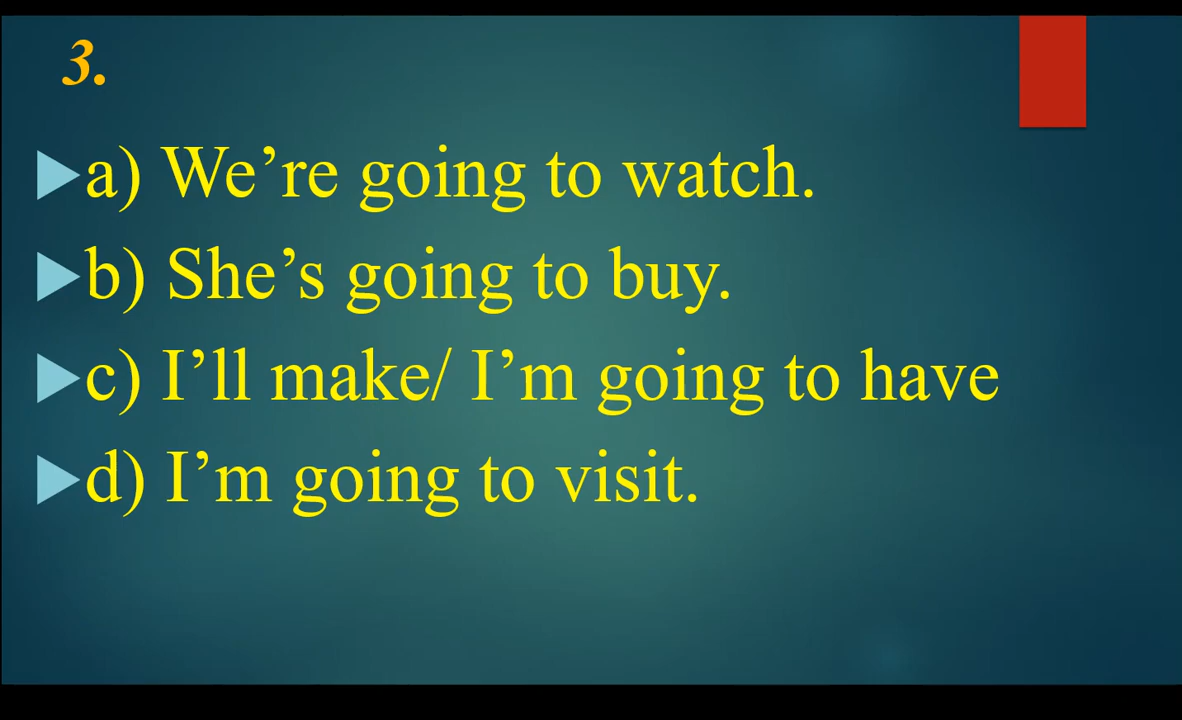 3.
a) We’re going to watch.
b) She’s going to buy.
c) I’ll make/ I’m going to have
d) I’m going to visit.